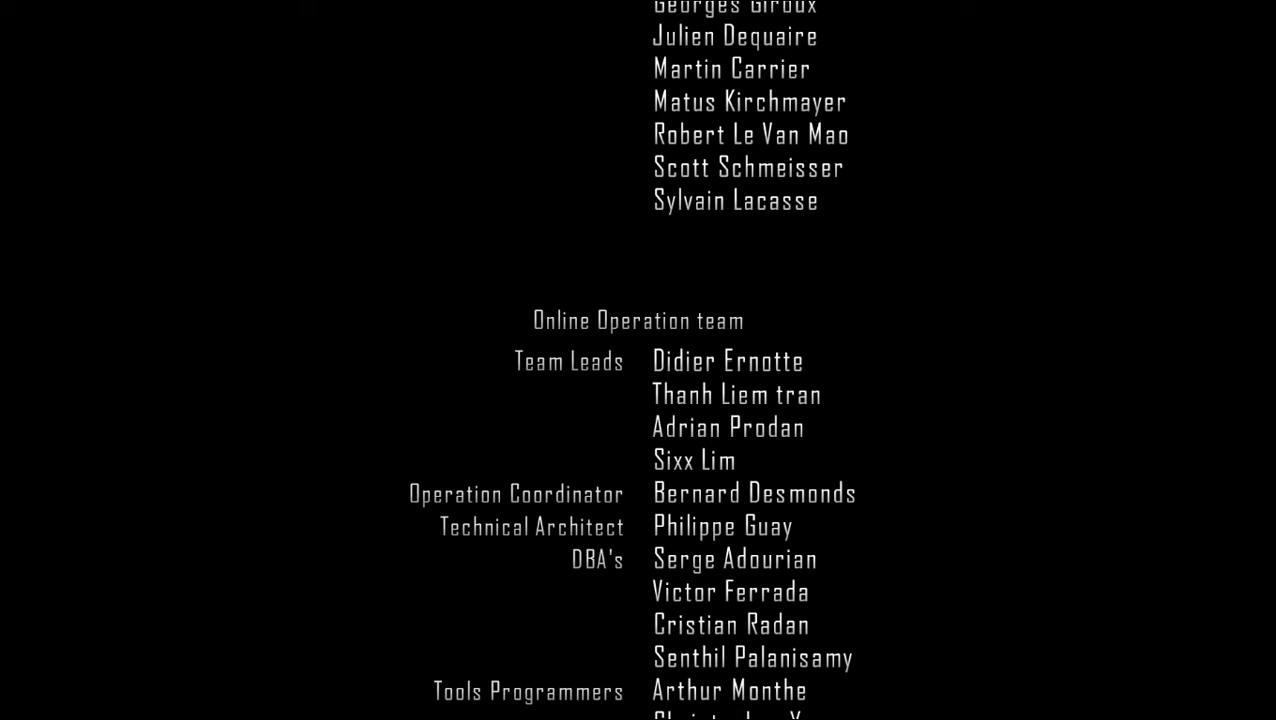 Georges Giroux
Julien Dequaire
Martin Carrier
Matus Kirchmayer
Robert Le Van Mao
Scott Schmeisser
Sylvain Lacasse
Online Operation team
Team Leads Didier Ernotte
Thanh Liem tran
Adrian Prodan
Sixx Lim
Operation Coordinator Bernard Desmonds
Technical Architect Philippe Guay
DBA's Serge Adourian
Victor Ferrada
Cristian Radan
Senthil Palanisamy
Tools Programmers Arthur Monthe